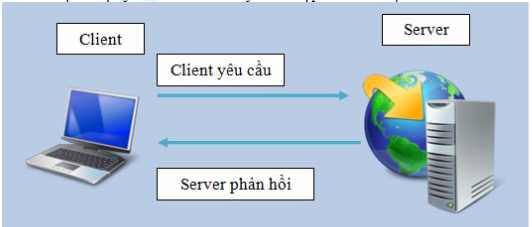 Client
Server
Client yêu cầu
Server phản hồi